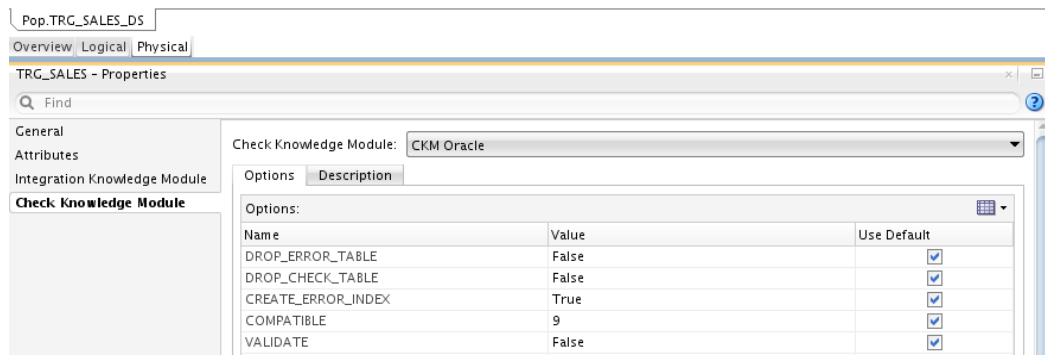 Pop.TRG_SALES_DS
Overview Logical Physical
TRG_SALES - Properties
Find
General
Attributes
Integration Knowledge Module
Check Knowledge Module
Check Knowledge Module: CKM Oracle
Options Description
Options:
Name Value Use Default
DROP_ERROR_TABLE False
DROP_CHECK_TABLE False
CREATE_ERROR_INDEX True
COMPATIBLE 9
VALIDATE False